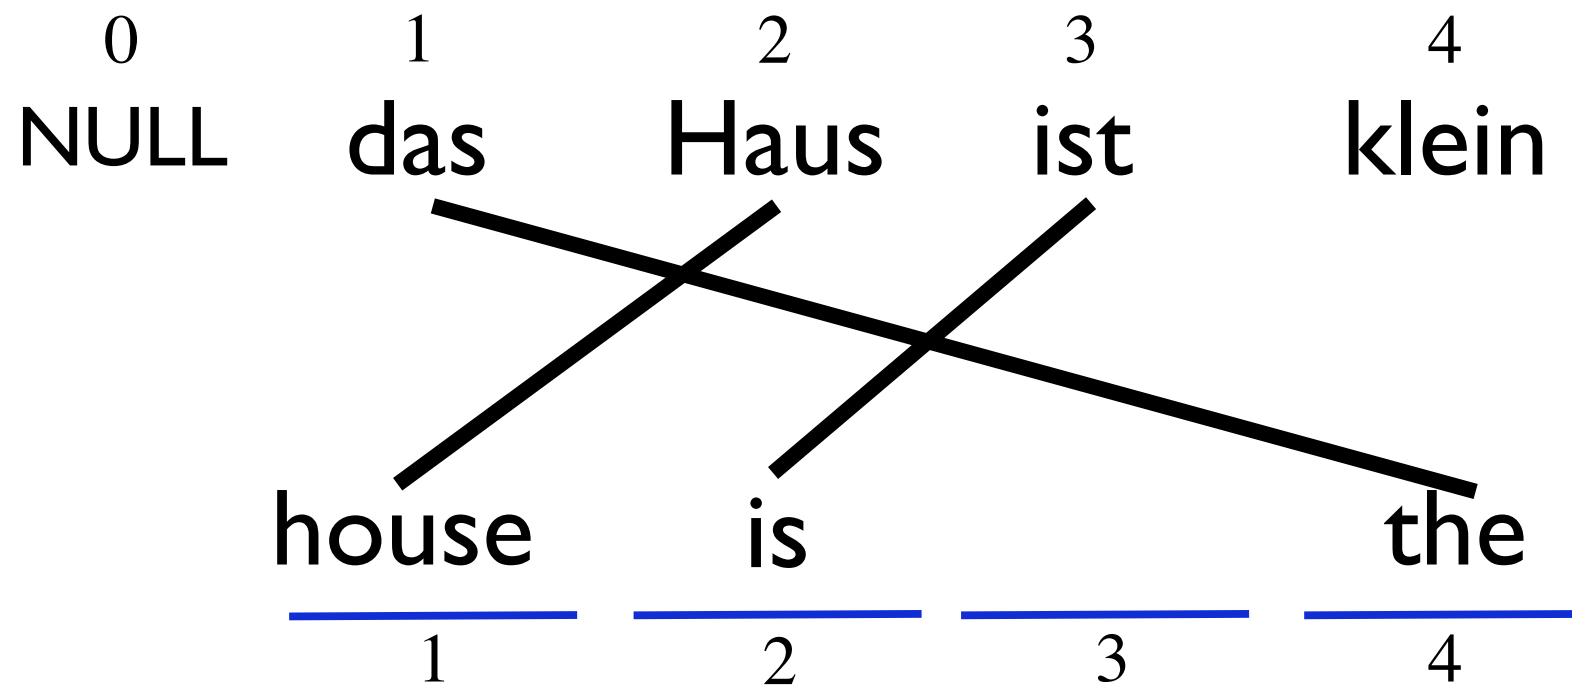 0 1 2 3 4
NULL das Haus ist klein
house is the
1 2 3 4